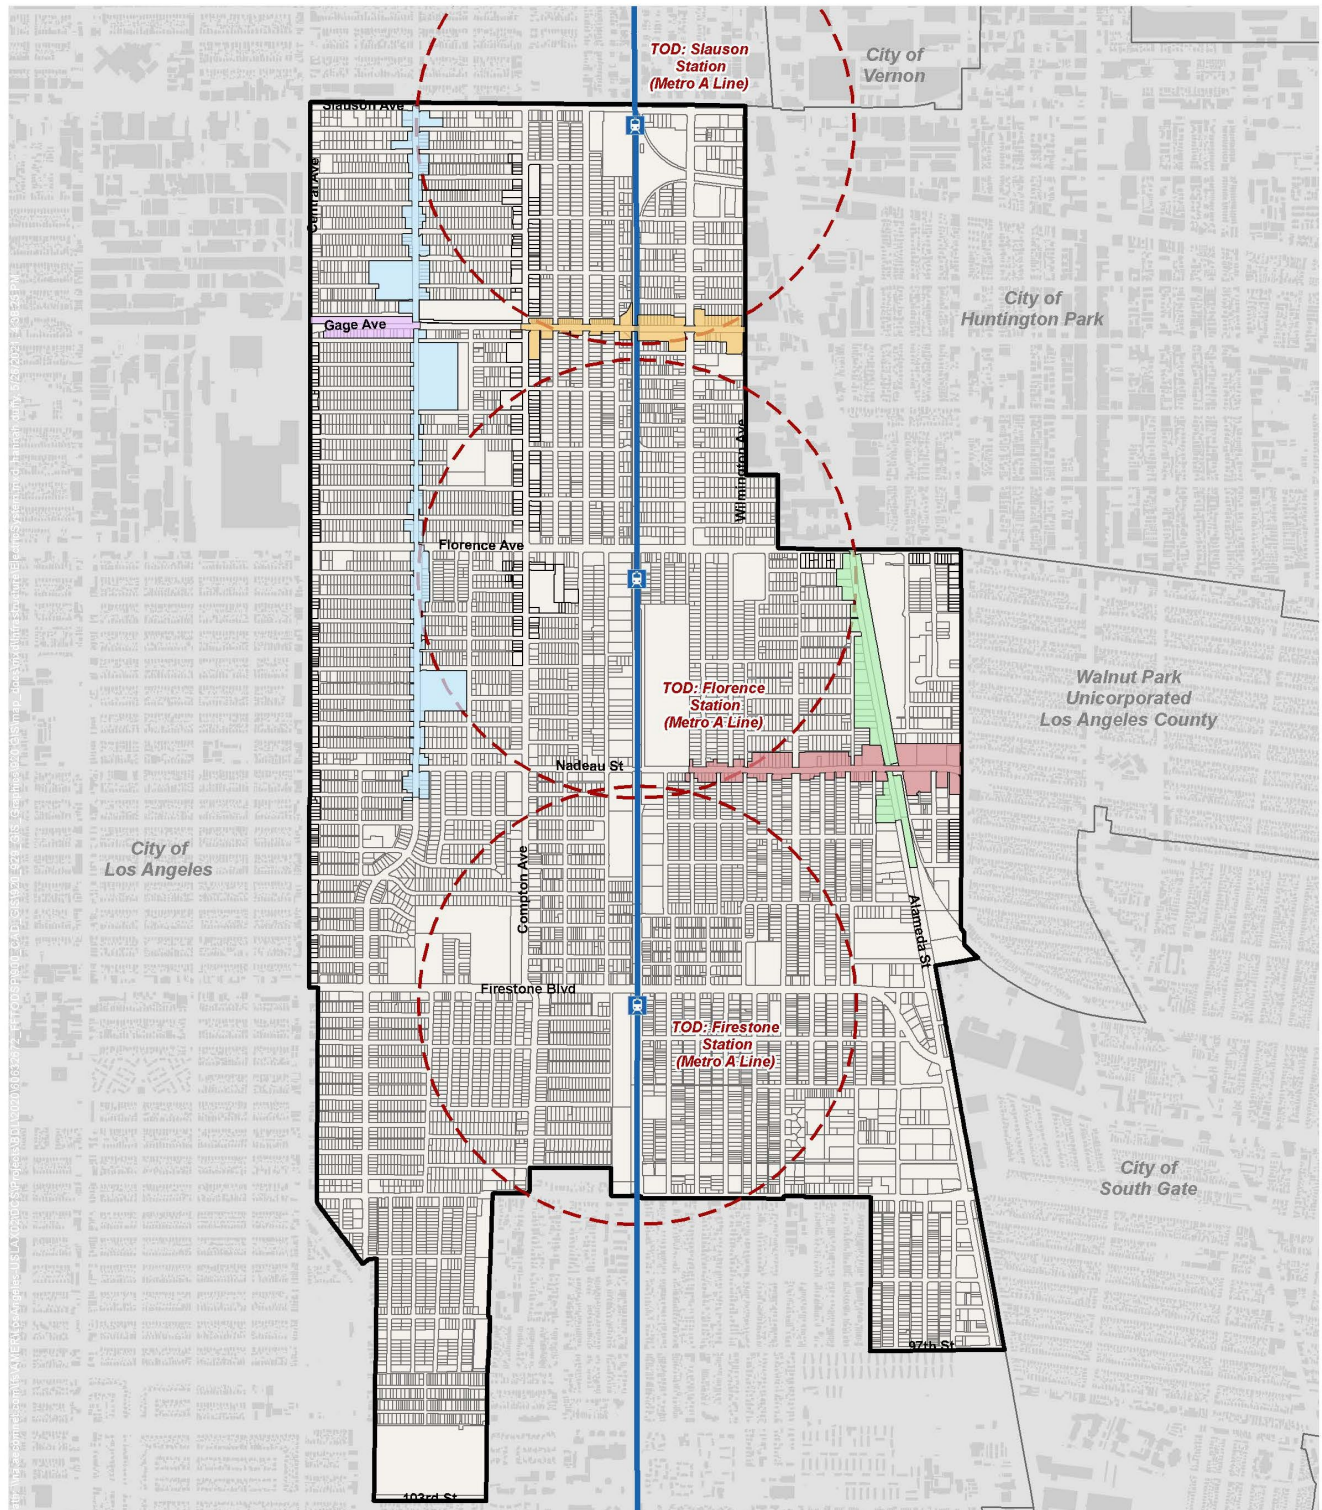 TOD: Slauson
Station
(Metro A Line)
City of
Vernon
Slauson Ave
Central Ave
City of
Huntington Park
Gage Ave
Wilmington Ave
Florence Ave
TOD: Florence
Station
(Metro A Line)
Walnut Park
Unicorporated
Los Angeles County
Nadeau St
City of
Los Angeles
Compton Ave
Alameda St
Firestone Blvd
TOD: Firestone
Station
(Metro A Line)
City of
South Gate
97th St
103rd St